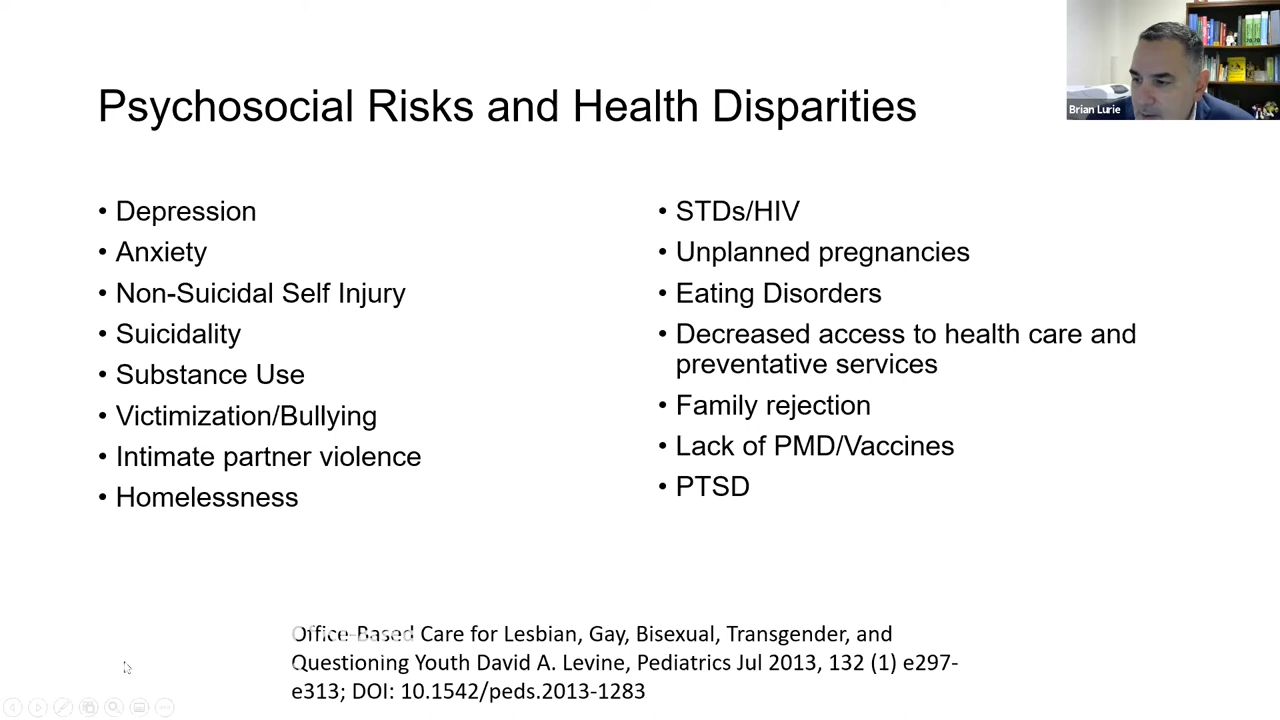 Psychosocial Risks and Health Disparities
Brian Lurie
• Depression
• Anxiety
• Non-Suicidal Self Injury
• Suicidality
• Substance Use
• Victimization/Bullying
• Intimate partner violence
• Homelessness
• STDs/HIV
• Unplanned pregnancies
• Eating Disorders
• Decreased access to health care and
preventative services
• Family rejection
• Lack of PMD/Vaccines
• PTSD
Office-Based Care for Lesbian, Gay, Bisexual, Transgender, and
Questioning Youth David A. Levine, Pediatrics Jul 2013, 132 (1) e297-
e313; DOI: 10.1542/peds.2013-1283